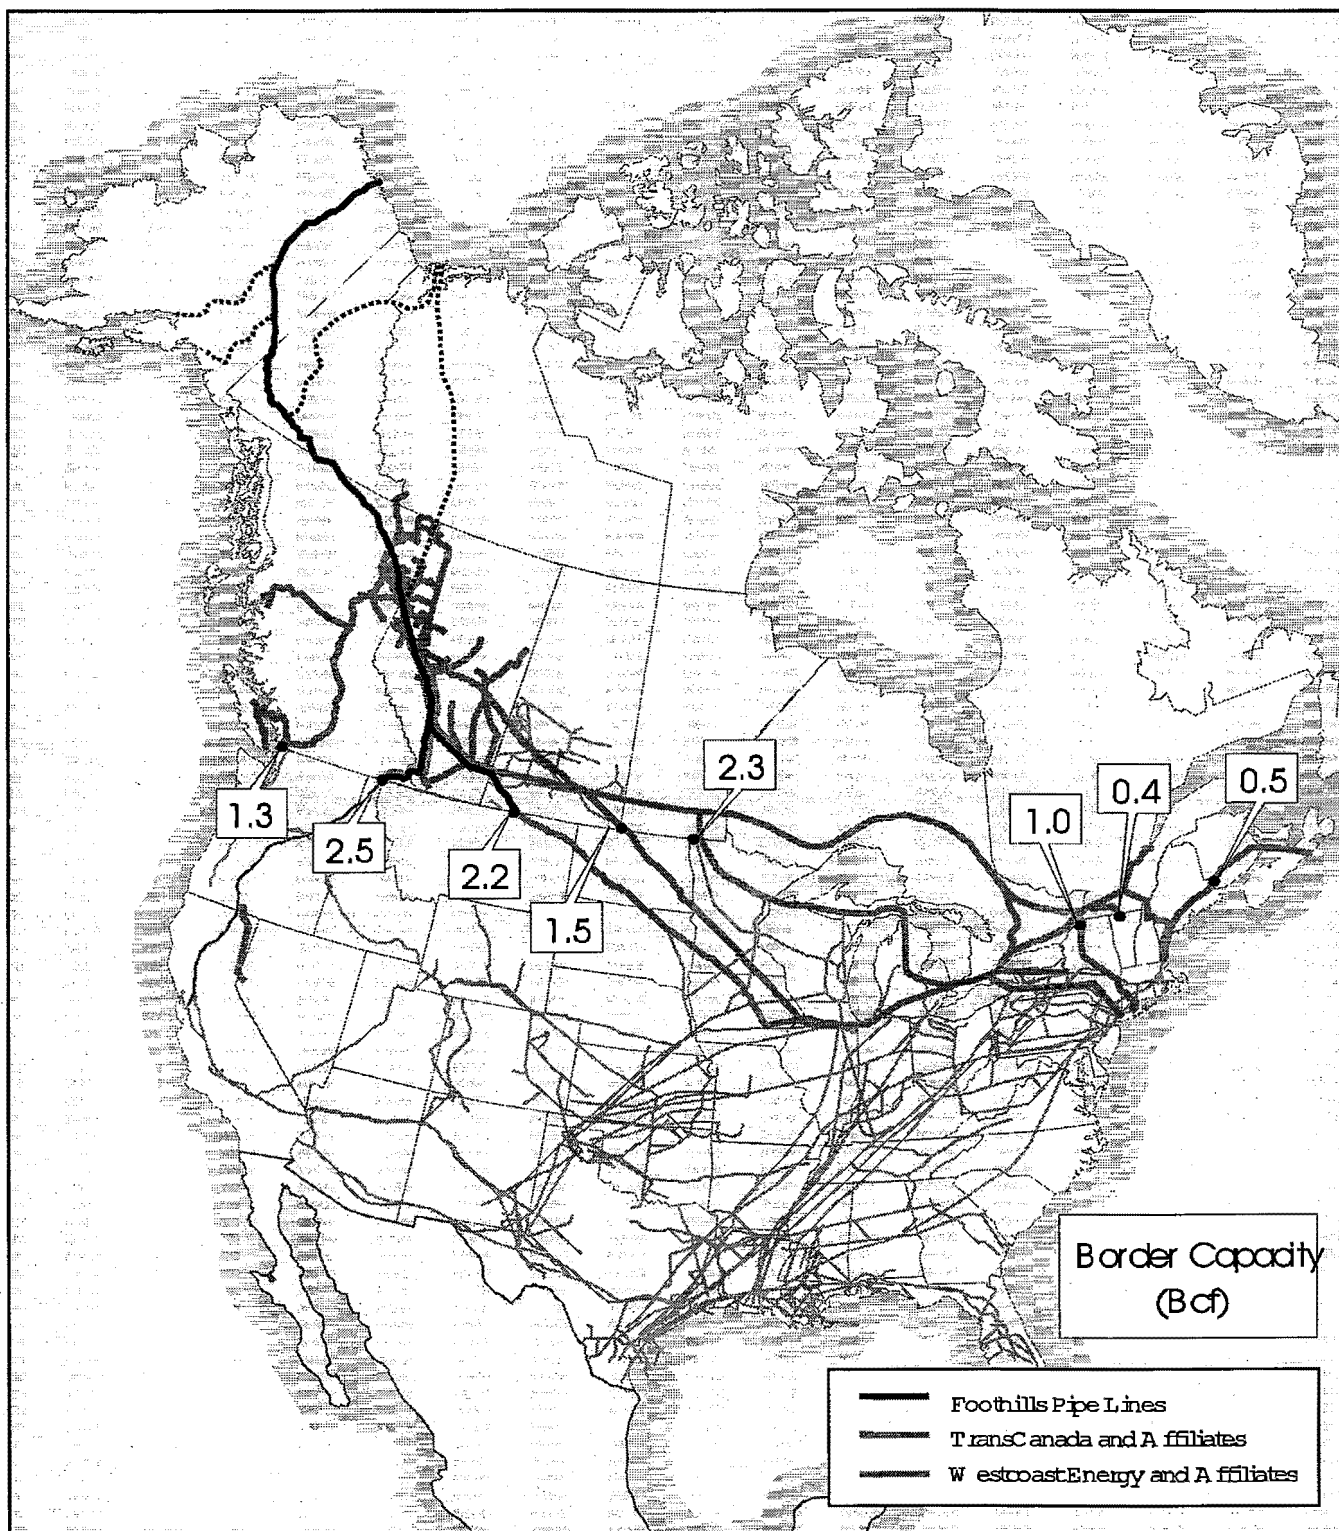 2.3
0.4
0.5
1.0
1.3
2.5
2.2
1.5
Border Capacity
(Bcf)
Foothills Pipe Lines
TransCanada and Affiliates
Westcoast Energy and Affiliates